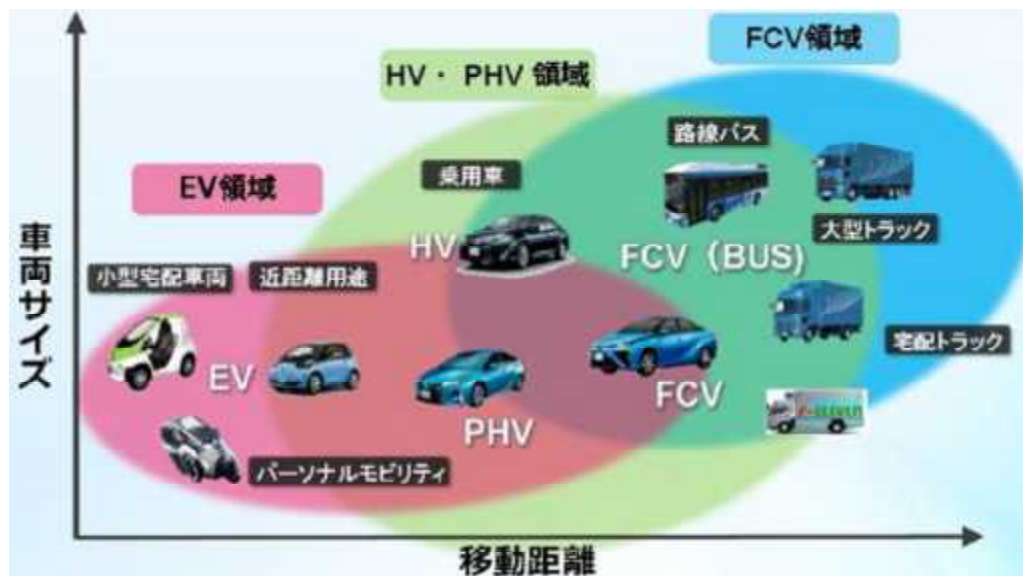 FCV領域
HV・PHV 領域
EV領域
路線バス
乗用車
大型トラック
HV
FCV（BUS)
小型宅配車両
近距離用途
宅配トラック
EV
FCV
PHV
パーソナルモビリティ
車両サイズ
移動距離